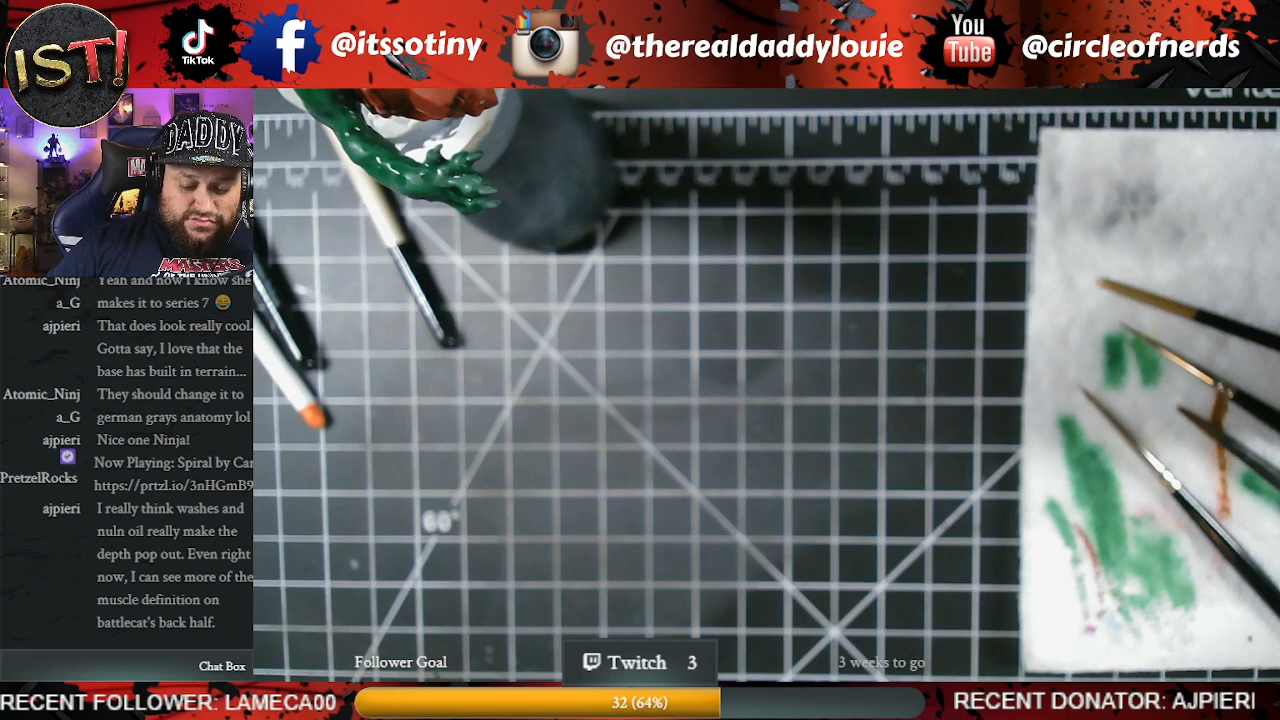 IST!
TikTok
@itssotiny
@therealdaddylouie
You
Tube
@circleofnerds
DADDY
MASTERS
OF THE
Atomic_Ninj Yeah and now I know she
a_G makes it to series 7 😂
ajpieri That does look really cool.
Gotta say, I love that the
base has built in terrain...
Atomic_Ninj They should change it to
a_G german grays anatomy lol
ajpieri Nice one Ninja!
Now Playing: Spiral by Car
PretzelRocks https://prtzl.io/3nHGmB9
ajpieri I really think washes and
nuln oil really make the
depth pop out. Even right
now, I can see more of the
muscle definition on
battlecat's back half.
Chat Box
60°
Follower Goal
Twitch 3
3 weeks to go
RECENT FOLLOWER: LAMECA00
32 (64%)
RECENT DONATOR: AJPIERI